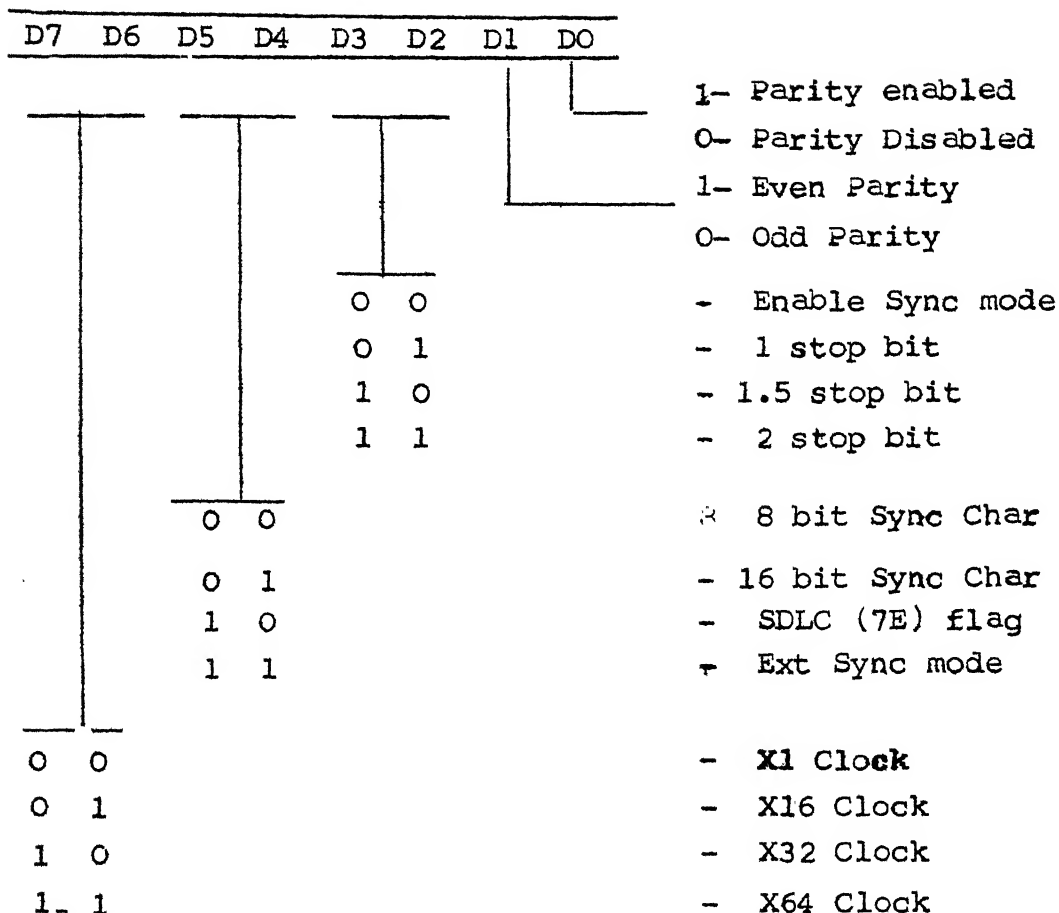 D7 D6 D5 D4 D3 D2 D1 D0
1- Parity enabled
0- Parity Disabled
1- Even Parity
0- Odd Parity
0 0 - Enable Sync mode
0 1 - 1 stop bit
1 0 - 1.5 stop bit
1 1 - 2 stop bit
0 0 8 bit Sync Char
0 1 - 16 bit Sync Char
1 0 - SDLC (7E) flag
1 1 - Ext Sync mode
0 0 - X1 Clock
0 1 - X16 Clock
1 0 - X32 Clock
1 1 - X64 Clock